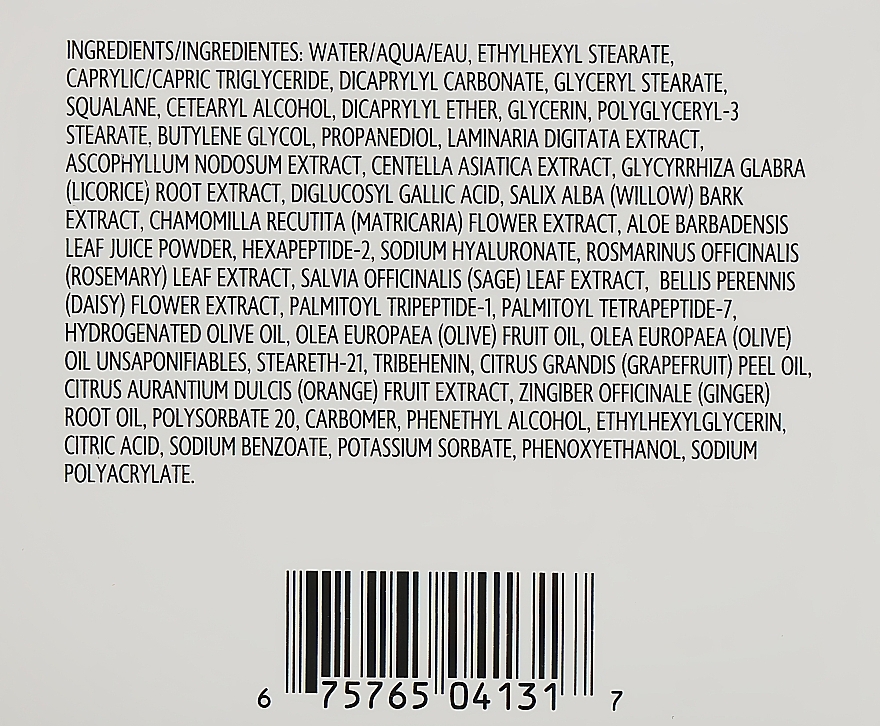 INGREDIENTS/INGREDIENTES: WATER/AQUA/EAU, ETHYLHEXYL STEARATE,
CAPRYLIC/CAPRIC TRIGLYCERIDE, DICAPRYLYL CARBONATE, GLYCERYL STEARATE,
SQUALANE, CETEARYL ALCOHOL, DICAPRYLYL ETHER, GLYCERIN, POLYGLYCERYL-3
STEARATE, BUTYLENE GLYCOL, PROPANEDIOL, LAMINARIA DIGITATA EXTRACT,
ASCOPHYLLUM NODOSUM EXTRACT, CENTELLA ASIATICA EXTRACT, GLYCYRRHIZA GLABRA
(LICORICE) ROOT EXTRACT, DIGLUCOSYL GALLIC ACID, SALIX ALBA (WILLOW) BARK
EXTRACT, CHAMOMILLA RECUTITA (MATRICARIA) FLOWER EXTRACT, ALOE BARBADENSIS
LEAF JUICE POWDER, HEXAPEPTIDE-2, SODIUM HYALURONATE, ROSMARINUS OFFICINALIS
(ROSEMARY) LEAF EXTRACT, SALVIA OFFICINALIS (SAGE) LEAF EXTRACT, BELLIS PERENNIS
(DAISY) FLOWER EXTRACT, PALMITOYL TRIPEPTIDE-1, PALMITOYL TETRAPEPTIDE-7,
HYDROGENATED OLIVE OIL, OLEA EUROPAEA (OLIVE) FRUIT OIL, OLEA EUROPAEA (OLIVE)
OIL UNSAPONIFIABLES, STEARETH-21, TRIBEHENIN, CITRUS GRANDIS (GRAPEFRUIT) PEEL OIL,
CITRUS AURANTIUM DULCIS (ORANGE) FRUIT EXTRACT, ZINGIBER OFFICINALE (GINGER)
ROOT OIL, POLYSORBATE 20, CARBOMER, PHENETHYL ALCOHOL, ETHYLHEXYLGLYCERIN,
CITRIC ACID, SODIUM BENZOATE, POTASSIUM SORBATE, PHENOXYETHANOL, SODIUM
POLYACRYLATE.
6 75765 04131 7